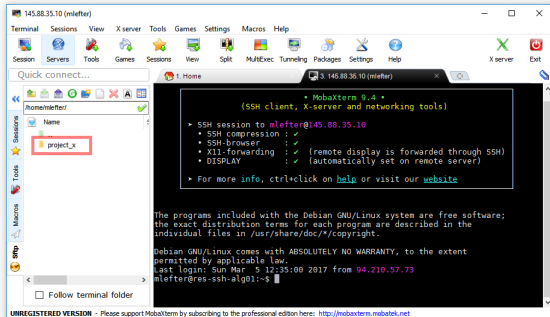 145.88.35.10 (mlefter)
Terminal Sessions View X server Tools Games Settings Macros Help
Session Servers Tools Games Sessions View Split MultiExec Tunneling Packages Settings Help X server Exit
Quick connect...
1. Home
3. 145.88.35.10 (mlefter)
/home/mlefter/
Name
..
project_x
Sessions
Tools
Macros
Sftp
Follow terminal folder
• MobaXterm 9.4 •
(SSH client, X-server and networking tools)
➤ SSH session to mlefter@145.88.35.10
• SSH compression : ✔
• SSH-browser : ✔
• X11-forwarding : ✔ (remote display is forwarded through SSH)
• DISPLAY : ✔ (automatically set on remote server)
➤ For more info, ctrl+click on help or visit our website
The programs included with the Debian GNU/Linux system are free software;
the exact distribution terms for each program are described in the
individual files in /usr/share/doc/*/copyright.
Debian GNU/Linux comes with ABSOLUTELY NO WARRANTY, to the extent
permitted by applicable law.
Last login: Sun Mar 5 12:35:00 2017 from 94.210.57.73
mlefter@res-ssh-alg01:~$
UNREGISTERED VERSION - Please support MobaXterm by subscribing to the professional edition here: http://mobaxterm.mobatek.net